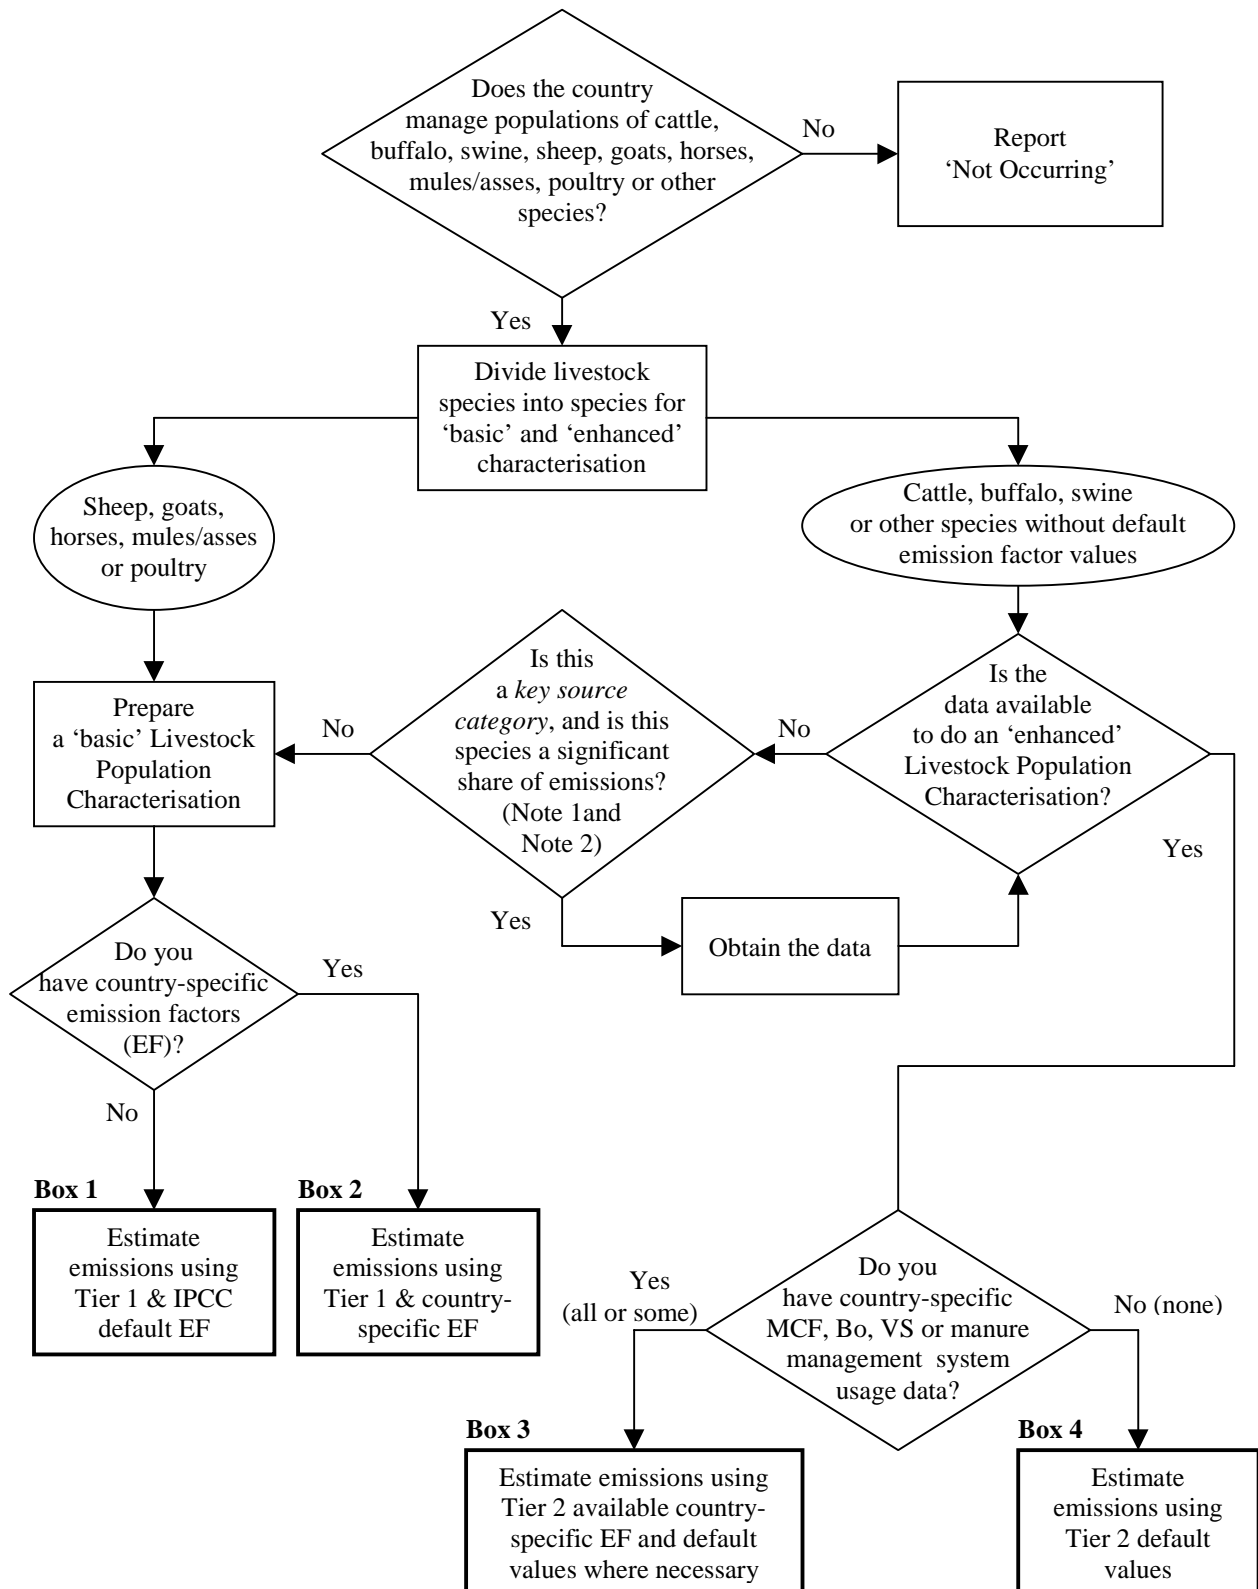 Does the country
manage populations of cattle,
buffalo, swine, sheep, goats, horses,
mules/asses, poultry or other
species?
No
Report
‘Not Occurring’
Yes
Divide livestock
species into species for
‘basic’ and ‘enhanced’
characterisation
Sheep, goats,
horses, mules/asses
or poultry
Cattle, buffalo, swine
or other species without default
emission factor values
Is the
data available
to do an ‘enhanced’
Livestock Population
Characterisation?
No
Yes
Is this
a key source
category, and is this
species a significant
share of emissions?
(Note 1and
Note 2)
No
Yes
Obtain the data
Prepare
a ‘basic’ Livestock
Population
Characterisation
Do you
have country-specific
emission factors
(EF)?
Yes
No
Box 1
Estimate
emissions using
Tier 1 & IPCC
default EF
Box 2
Estimate
emissions using
Tier 1 & country-
specific EF
Do you
have country-specific
MCF, Bo, VS or manure
management system
usage data?
Yes
(all or some)
No (none)
Box 3
Estimate emissions using
Tier 2 available country-
specific EF and default
values where necessary
Box 4
Estimate
emissions using
Tier 2 default
values